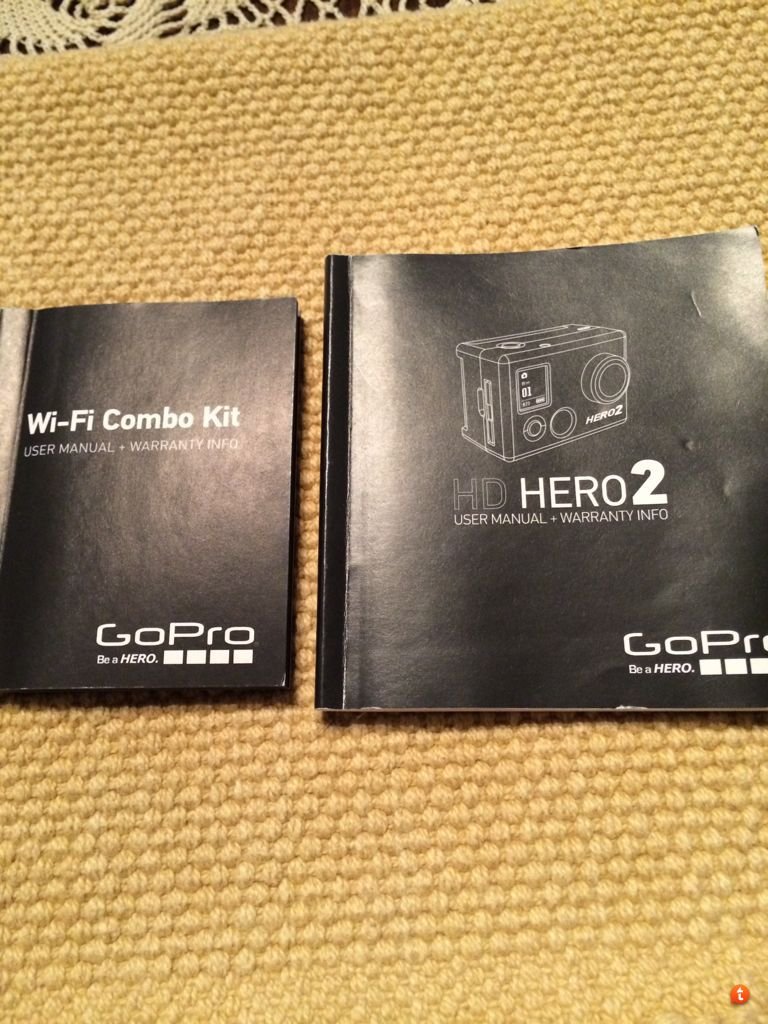 Wi-Fi Combo Kit
USER MANUAL + WARRANTY INFO
GoPro
Be a HERO.
01
HERO2
HD HERO2
USER MANUAL + WARRANTY INFO
GoPro
Be a HERO.
t